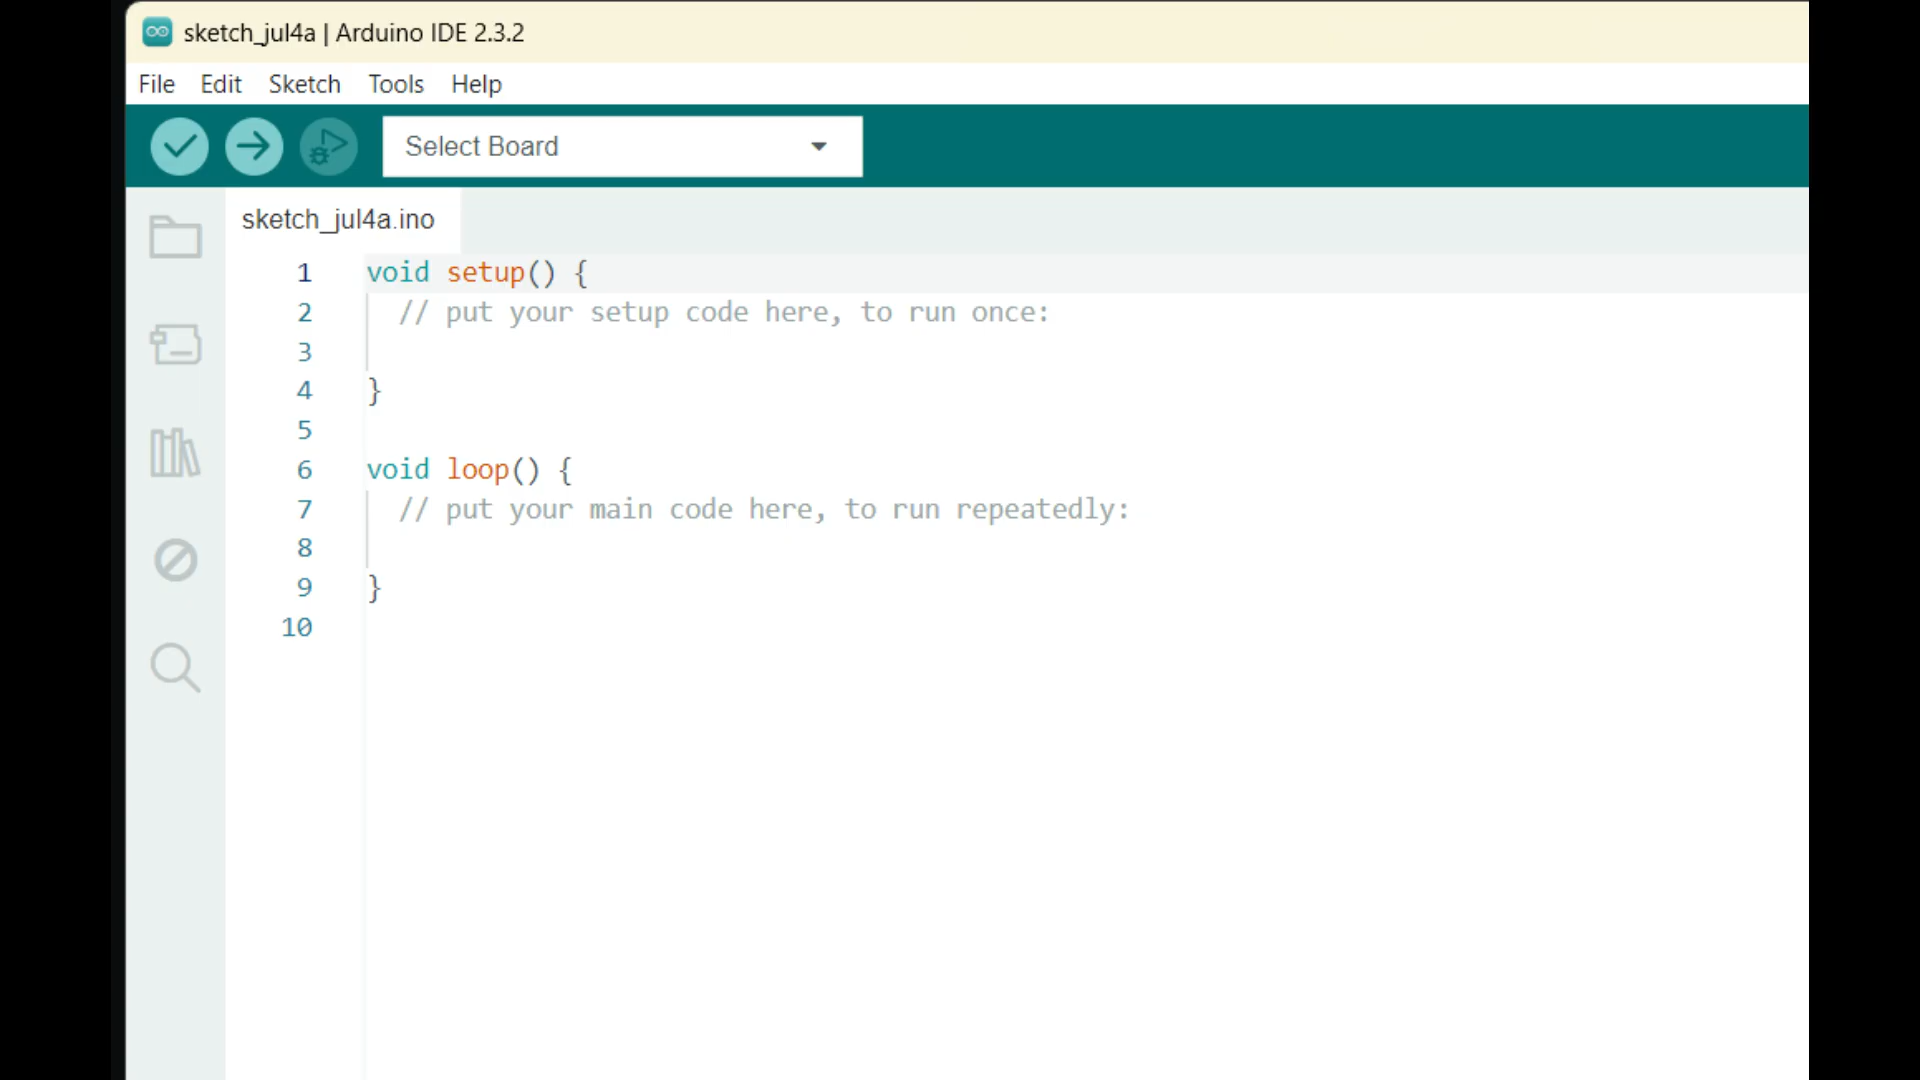 sketch_jul4a | Arduino IDE 2.3.2
File Edit Sketch Tools Help
Select Board
sketch_jul4a.ino
1 void setup() {
2 // put your setup code here, to run once:
3
4 }
5
6 void loop() {
7 // put your main code here, to run repeatedly:
8
9 }
10